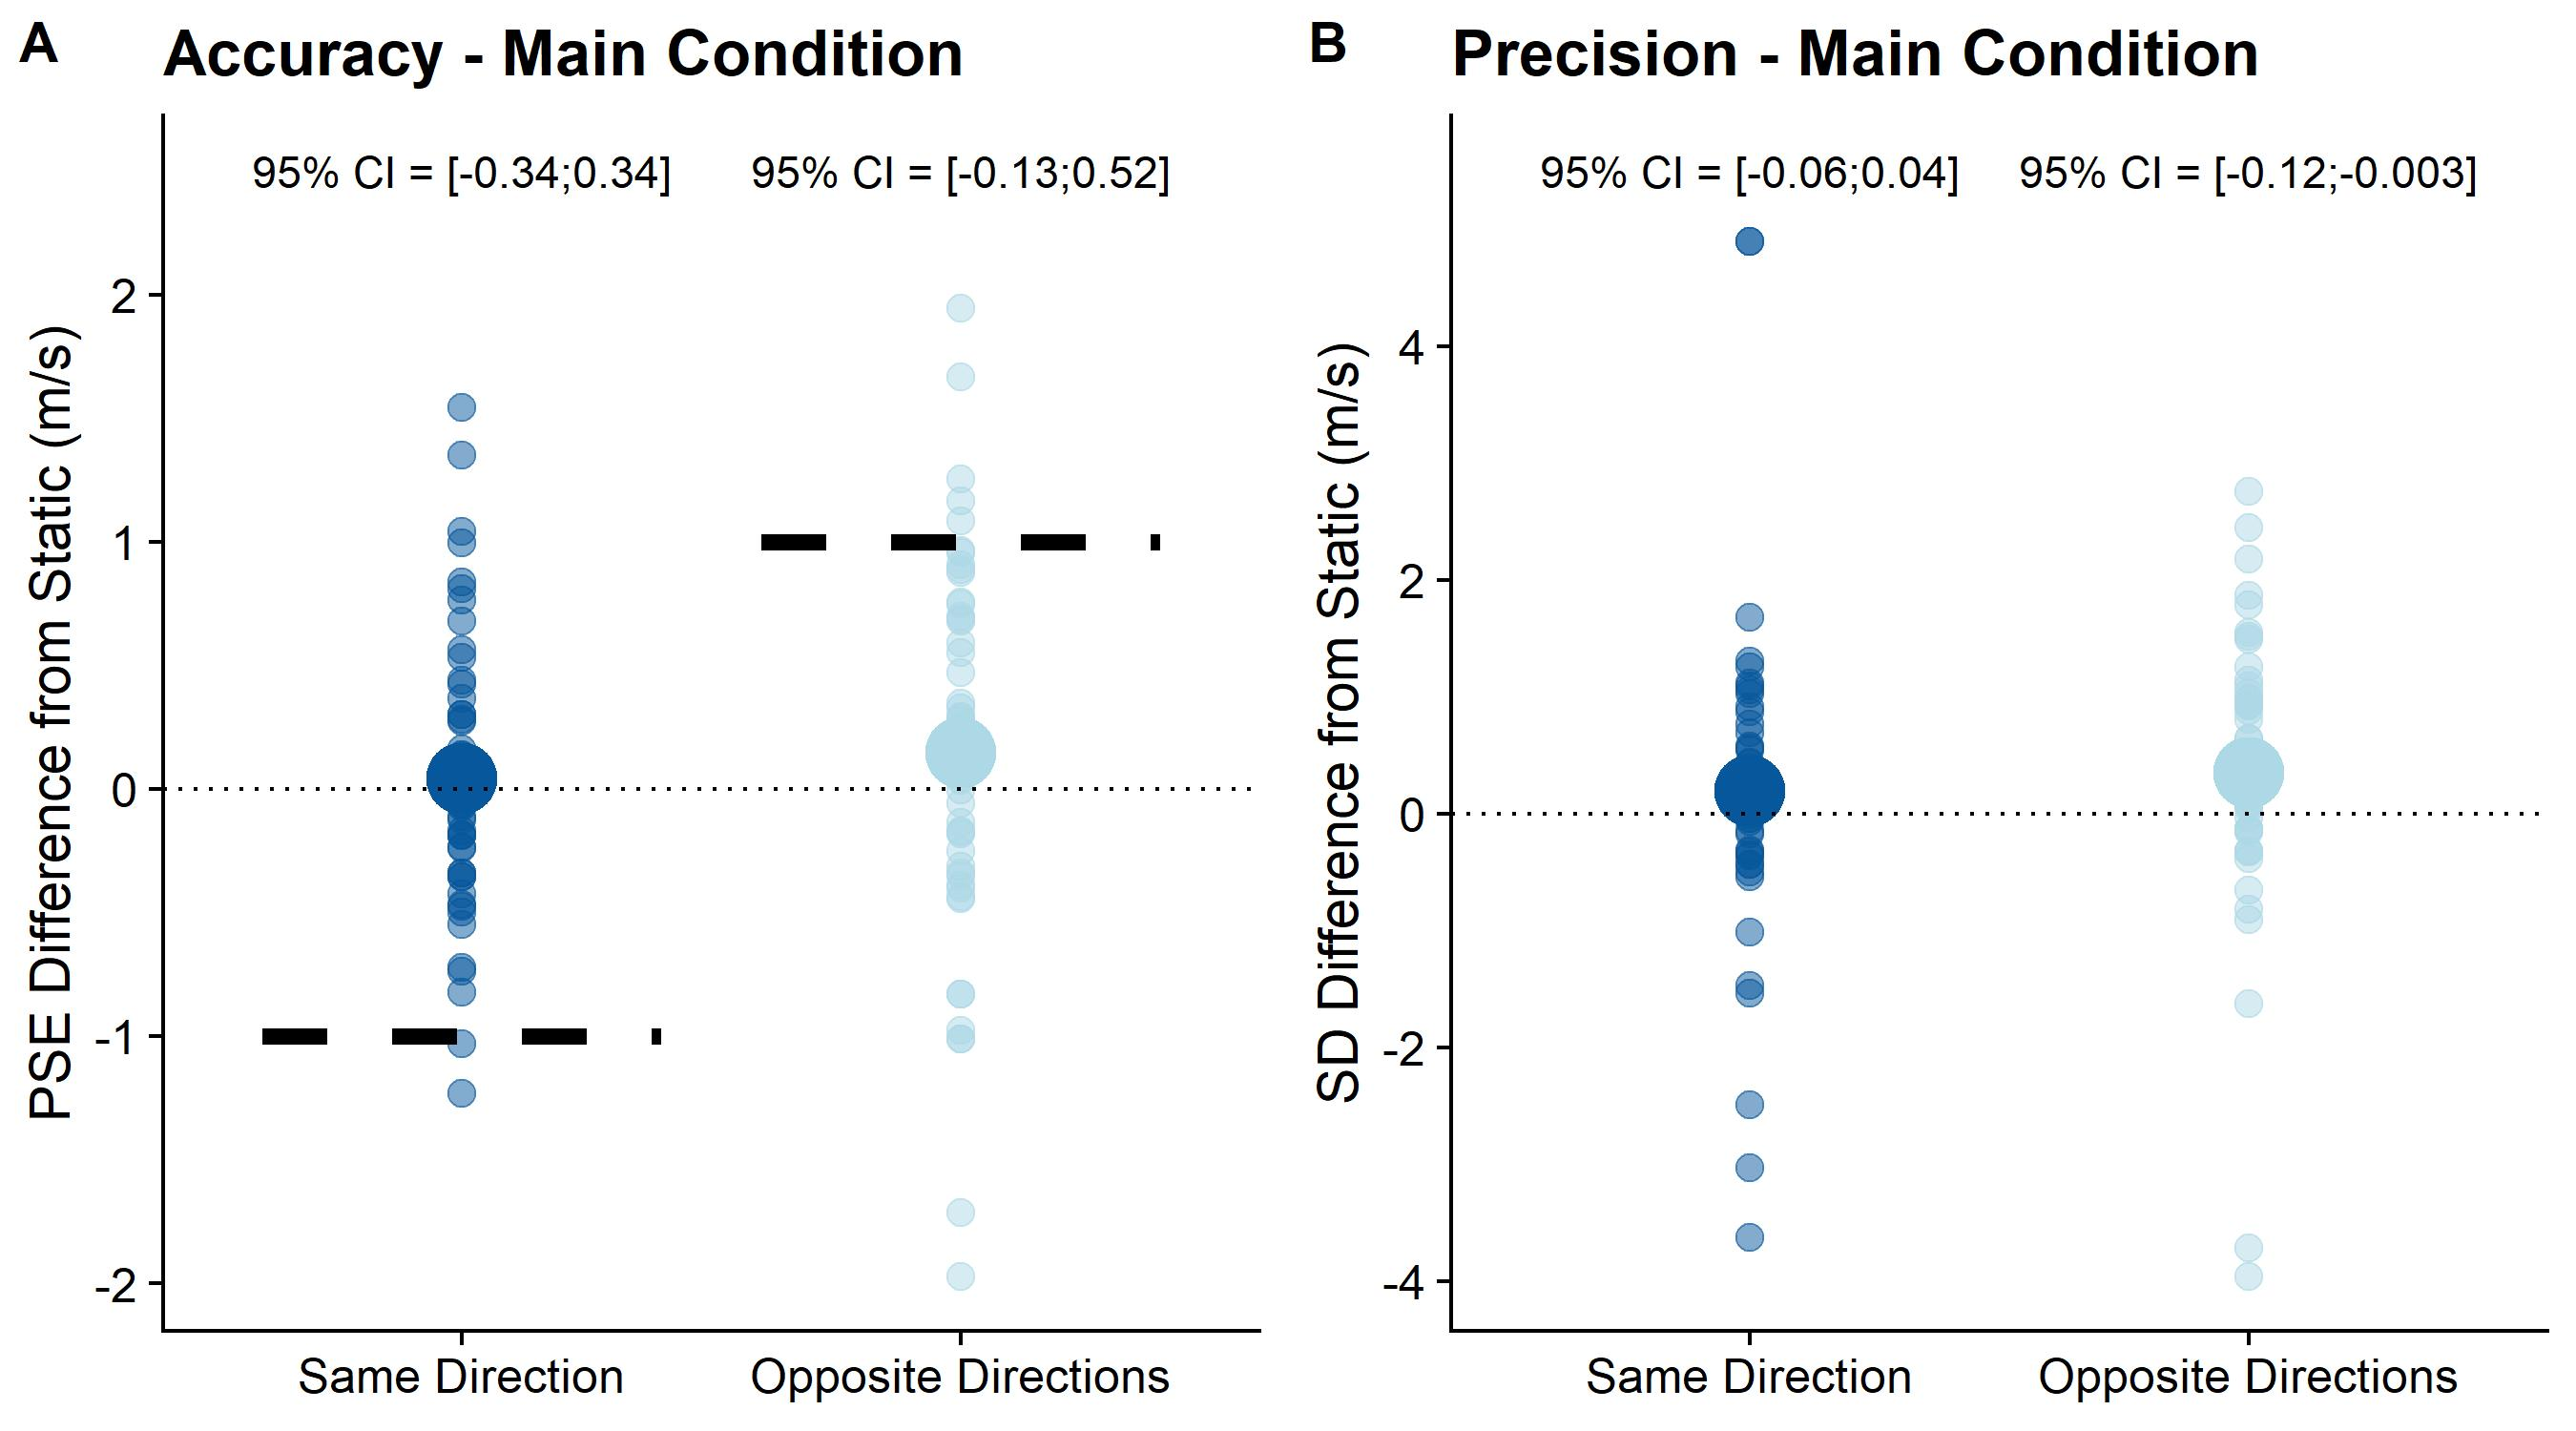 A
Accuracy - Main Condition
95% CI = [-0.34;0.34]
95% CI = [-0.13;0.52]
PSE Difference from Static (m/s)
2
1
0
-1
-2
Same Direction
Opposite Directions
B
Precision - Main Condition
95% CI = [-0.06;0.04]
95% CI = [-0.12;-0.003]
SD Difference from Static (m/s)
4
2
0
-2
-4
Same Direction
Opposite Directions